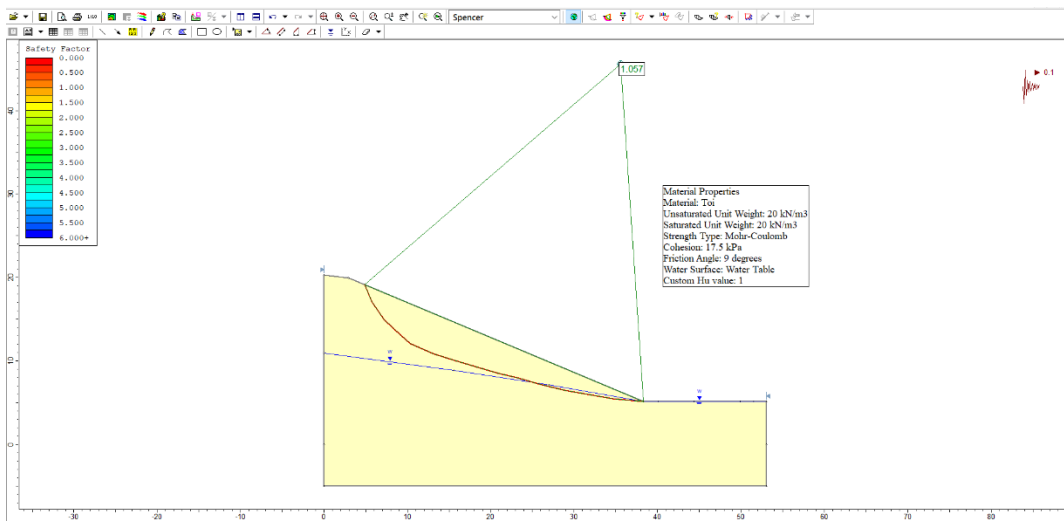 Spencer
Safety Factor
0.000
0.500
1.000
1.500
2.000
2.500
3.000
3.500
4.000
4.500
5.000
5.500
6.000+
1.057
0.1
Material Properties
Material: Toi
Unsaturated Unit Weight: 20 kN/m3
Saturated Unit Weight: 20 kN/m3
Strength Type: Mohr-Coulomb
Cohesion: 17.5 kPa
Friction Angle: 9 degrees
Water Surface: Water Table
Custom Hu value: 1
W
W
40
30
20
10
0
-30
-20
-10
0
10
20
30
40
50
60
70
80